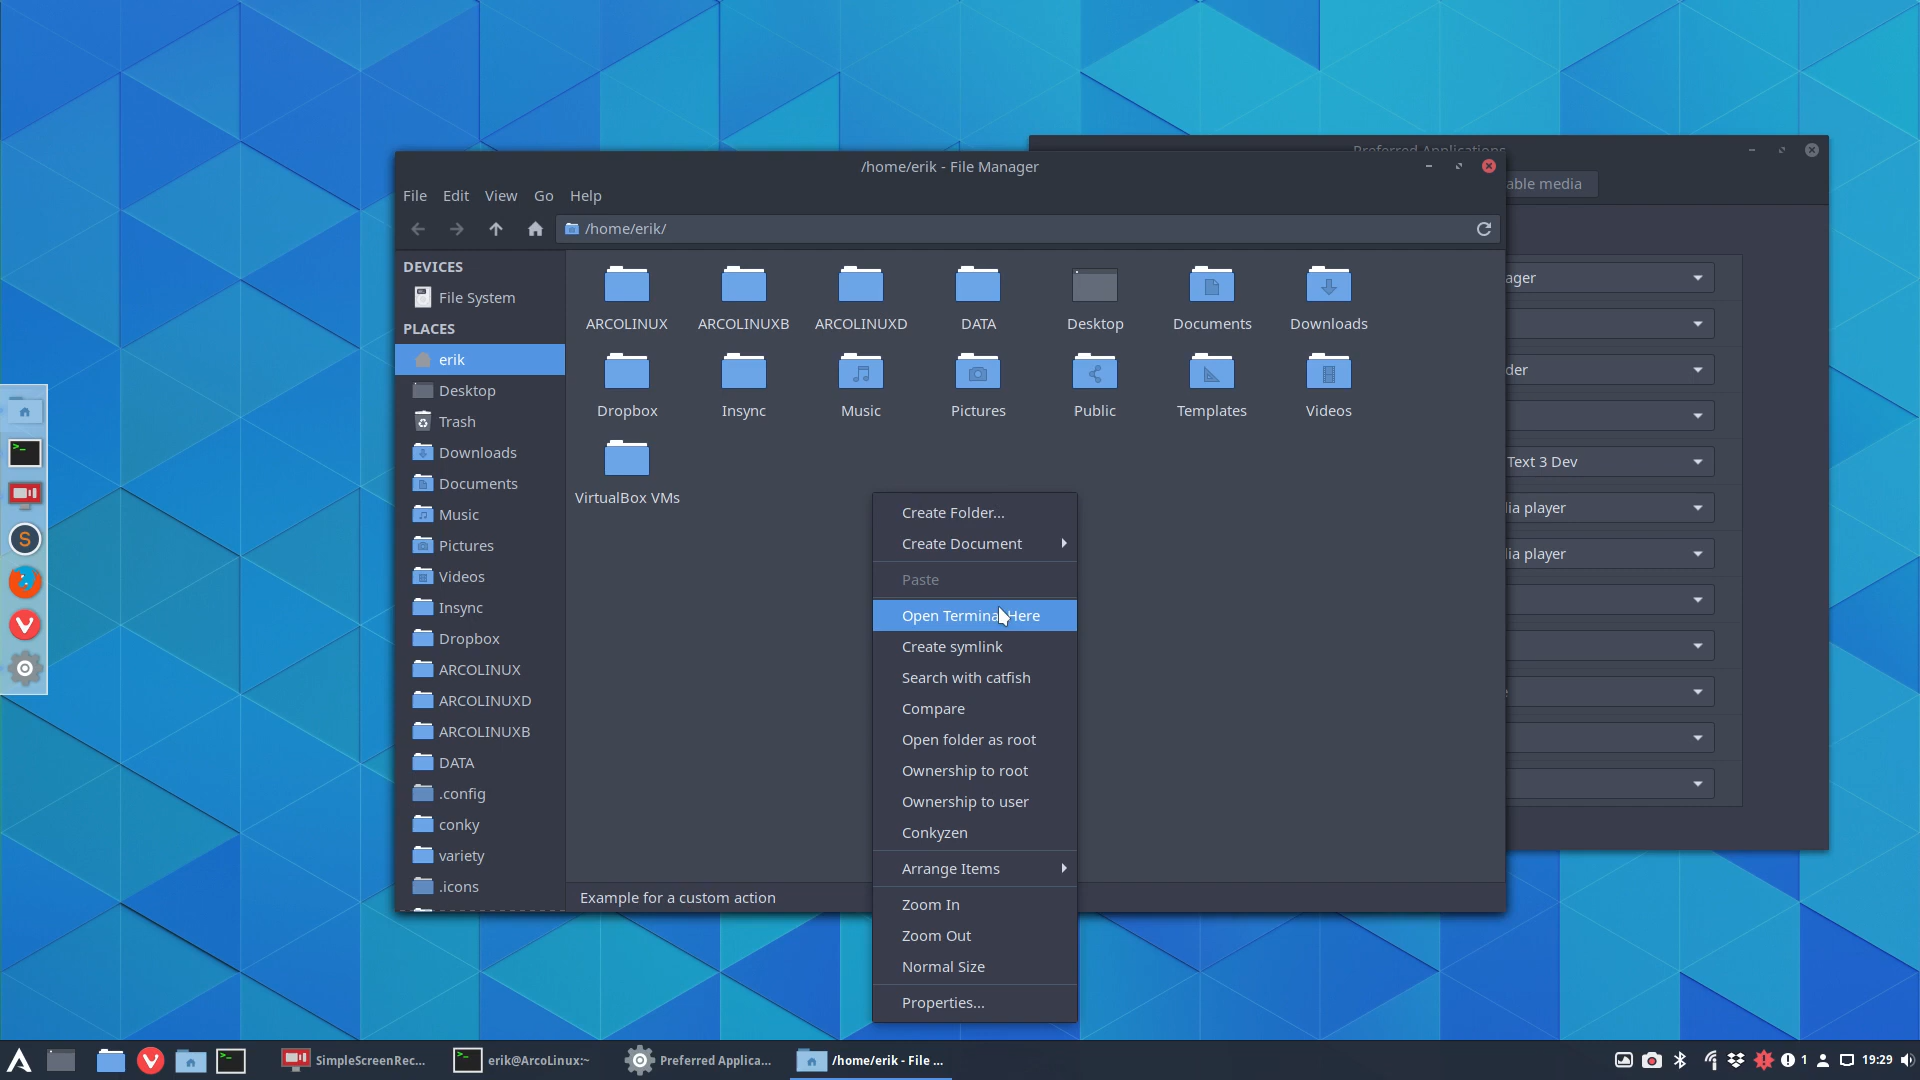 Preferred Applications
/home/erik - File Manager
able media
File Edit View Go Help
/home/erik/
DEVICES
File System
PLACES
erik
Desktop
Trash
Downloads
Documents
Music
Pictures
Videos
Insync
Dropbox
ARCOLINUX
ARCOLINUXD
ARCOLINUXB
DATA
.config
conky
variety
.icons
ARCOLINUX ARCOLINUXB ARCOLINUXD DATA Desktop Documents Downloads
Dropbox Insync Music Pictures Public Templates Videos
VirtualBox VMs
Create Folder...
Create Document
Paste
Open Terminal Here
Create symlink
Search with catfish
Compare
Open folder as root
Ownership to root
Ownership to user
Conkyzen
Arrange Items
Zoom In
Zoom Out
Normal Size
Properties...
Example for a custom action
ager
der
Text 3 Dev
dia player
dia player
S
SimpleScreenRec...
erik@ArcoLinux:~
Preferred Applica...
/home/erik - File ...
1
19:29